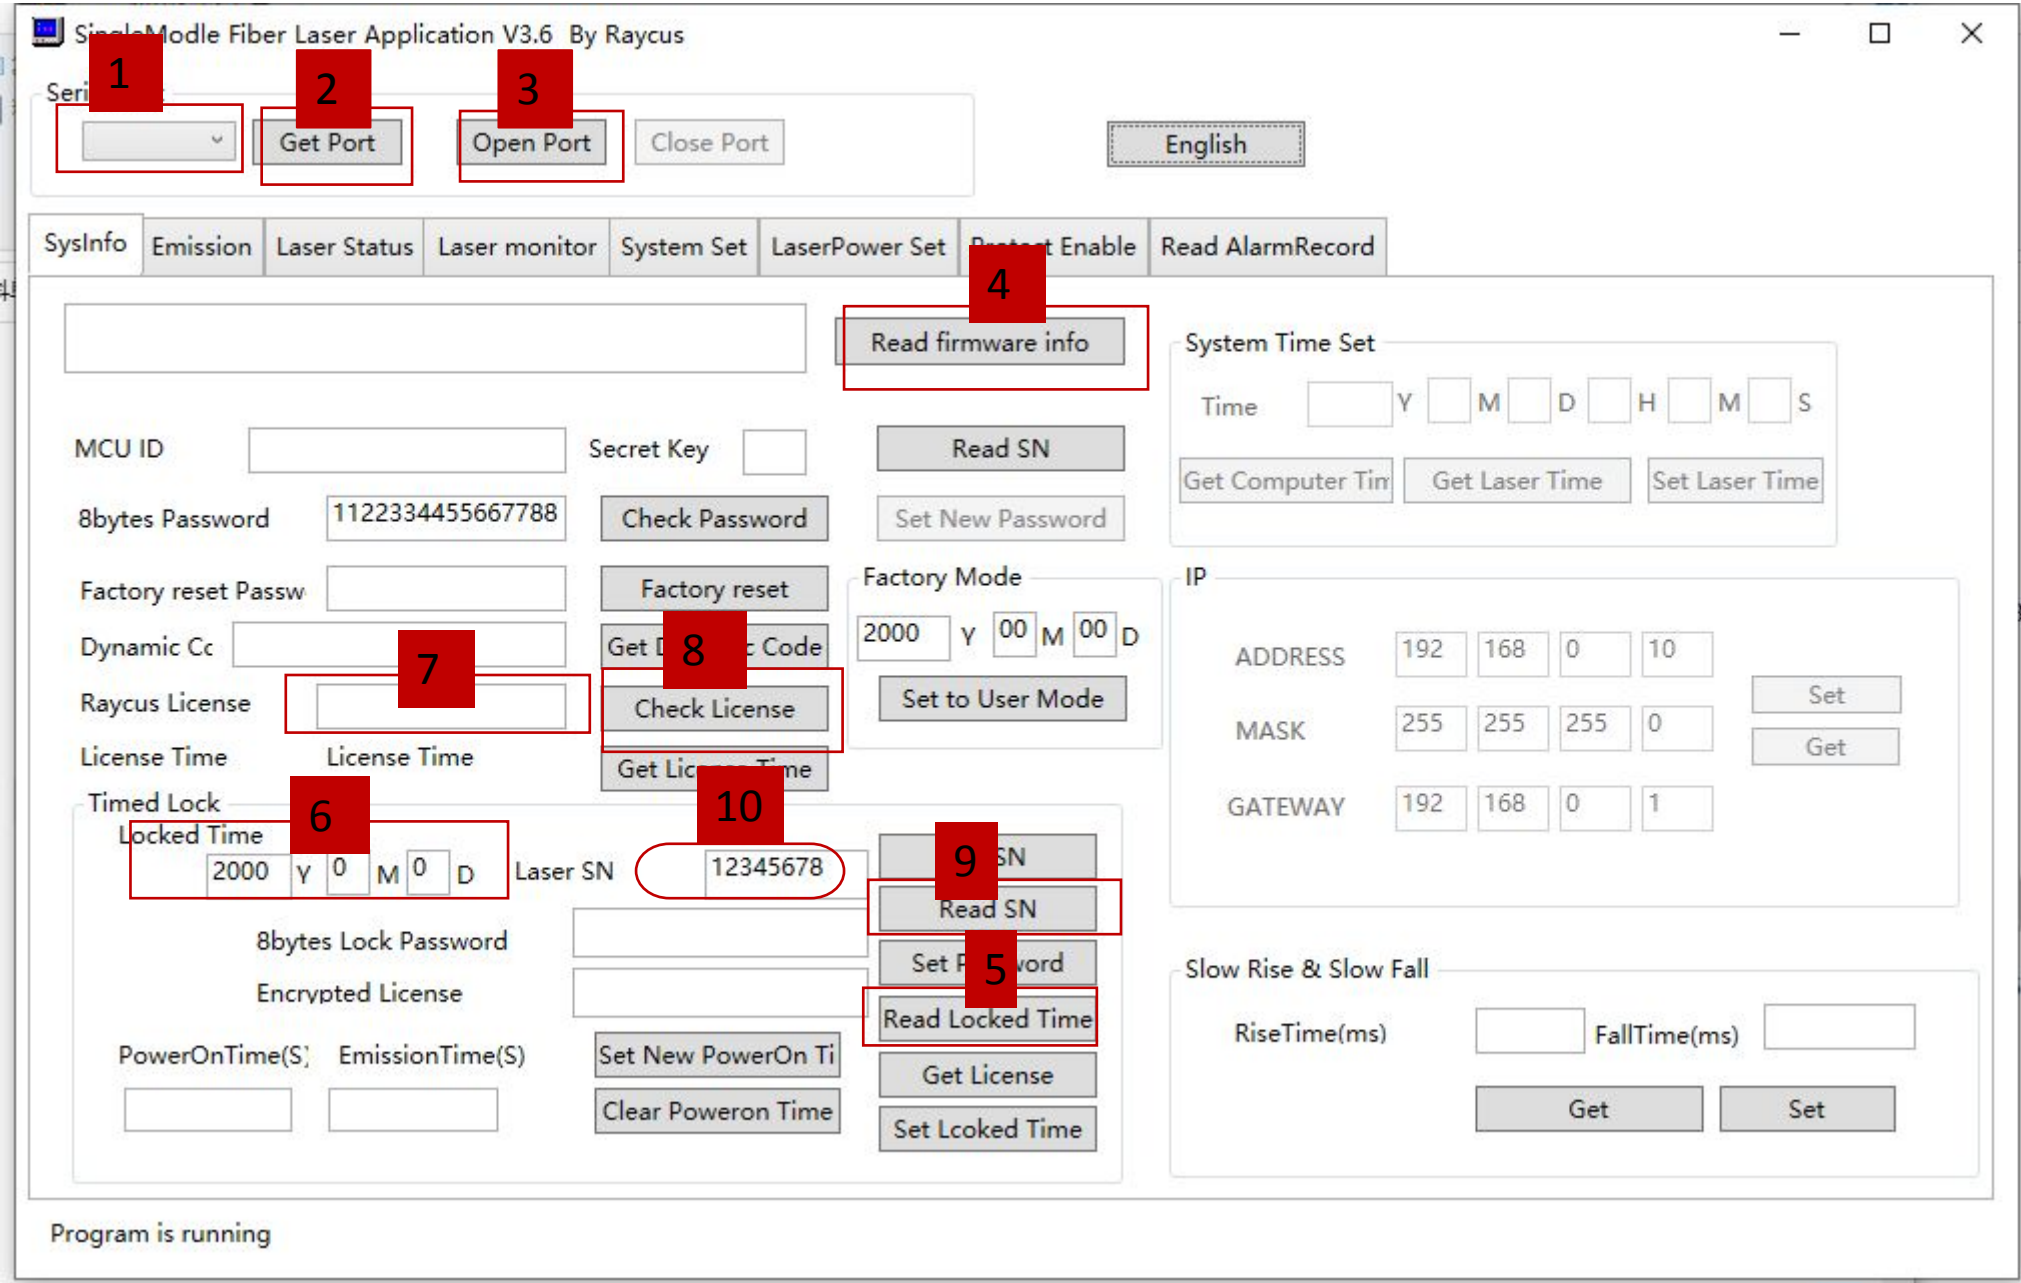 SingleModle Fiber Laser Application V3.6 By Raycus
1
2
3
Seri
Get Port
Open Port
Close Port
English
SysInfo
Emission
Laser Status
Laser monitor
System Set
LaserPower Set
Protect Enable
Read AlarmRecord
4
Read firmware info
System Time Set
Time Y M D H M S
MCU ID
Secret Key
Read SN
Get Computer Tim
Get Laser Time
Set Laser Time
8bytes Password
1122334455667788
Check Password
Set New Password
Factory reset Passw
Factory reset
Factory Mode
2000 Y 00 M 00 D
IP
Dynamic Cc
Get D c Code
7
8
ADDRESS 192 168 0 10
Raycus License
Check License
Set to User Mode
Set
MASK 255 255 255 0
Get
License Time
License Time
Get License Time
GATEWAY 192 168 0 1
Timed Lock
6
10
Locked Time
2000 Y 0 M 0 D
Laser SN
12345678
9
SN
Read SN
8bytes Lock Password
Set P word
5
Encrypted License
Read Locked Time
Slow Rise & Slow Fall
RiseTime(ms)
FallTime(ms)
PowerOnTime(S)
EmissionTime(S)
Set New PowerOn Ti
Get License
Clear Poweron Time
Set Lcoked Time
Get
Set
Program is running